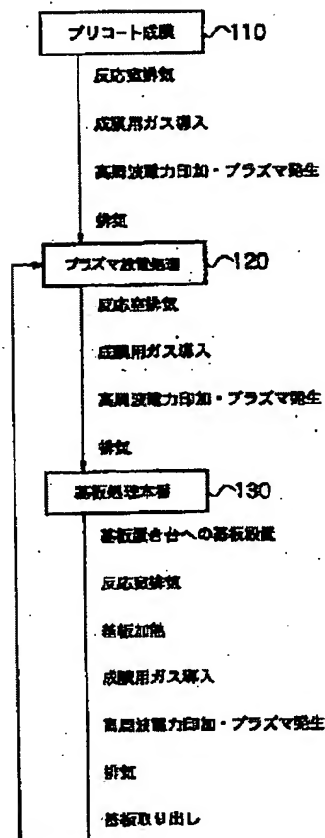 プリコート成膜 110
反応室排気
成膜用ガス導入
高周波電力印加・プラズマ発生
排気
プラズマ放電処理 120
反応室排気
成膜用ガス導入
高周波電力印加・プラズマ発生
排気
基板処理本番 130
基板置き台への基板設置
反応室排気
基板加熱
成膜用ガス導入
高周波電力印加・プラズマ発生
排気
基板取り出し